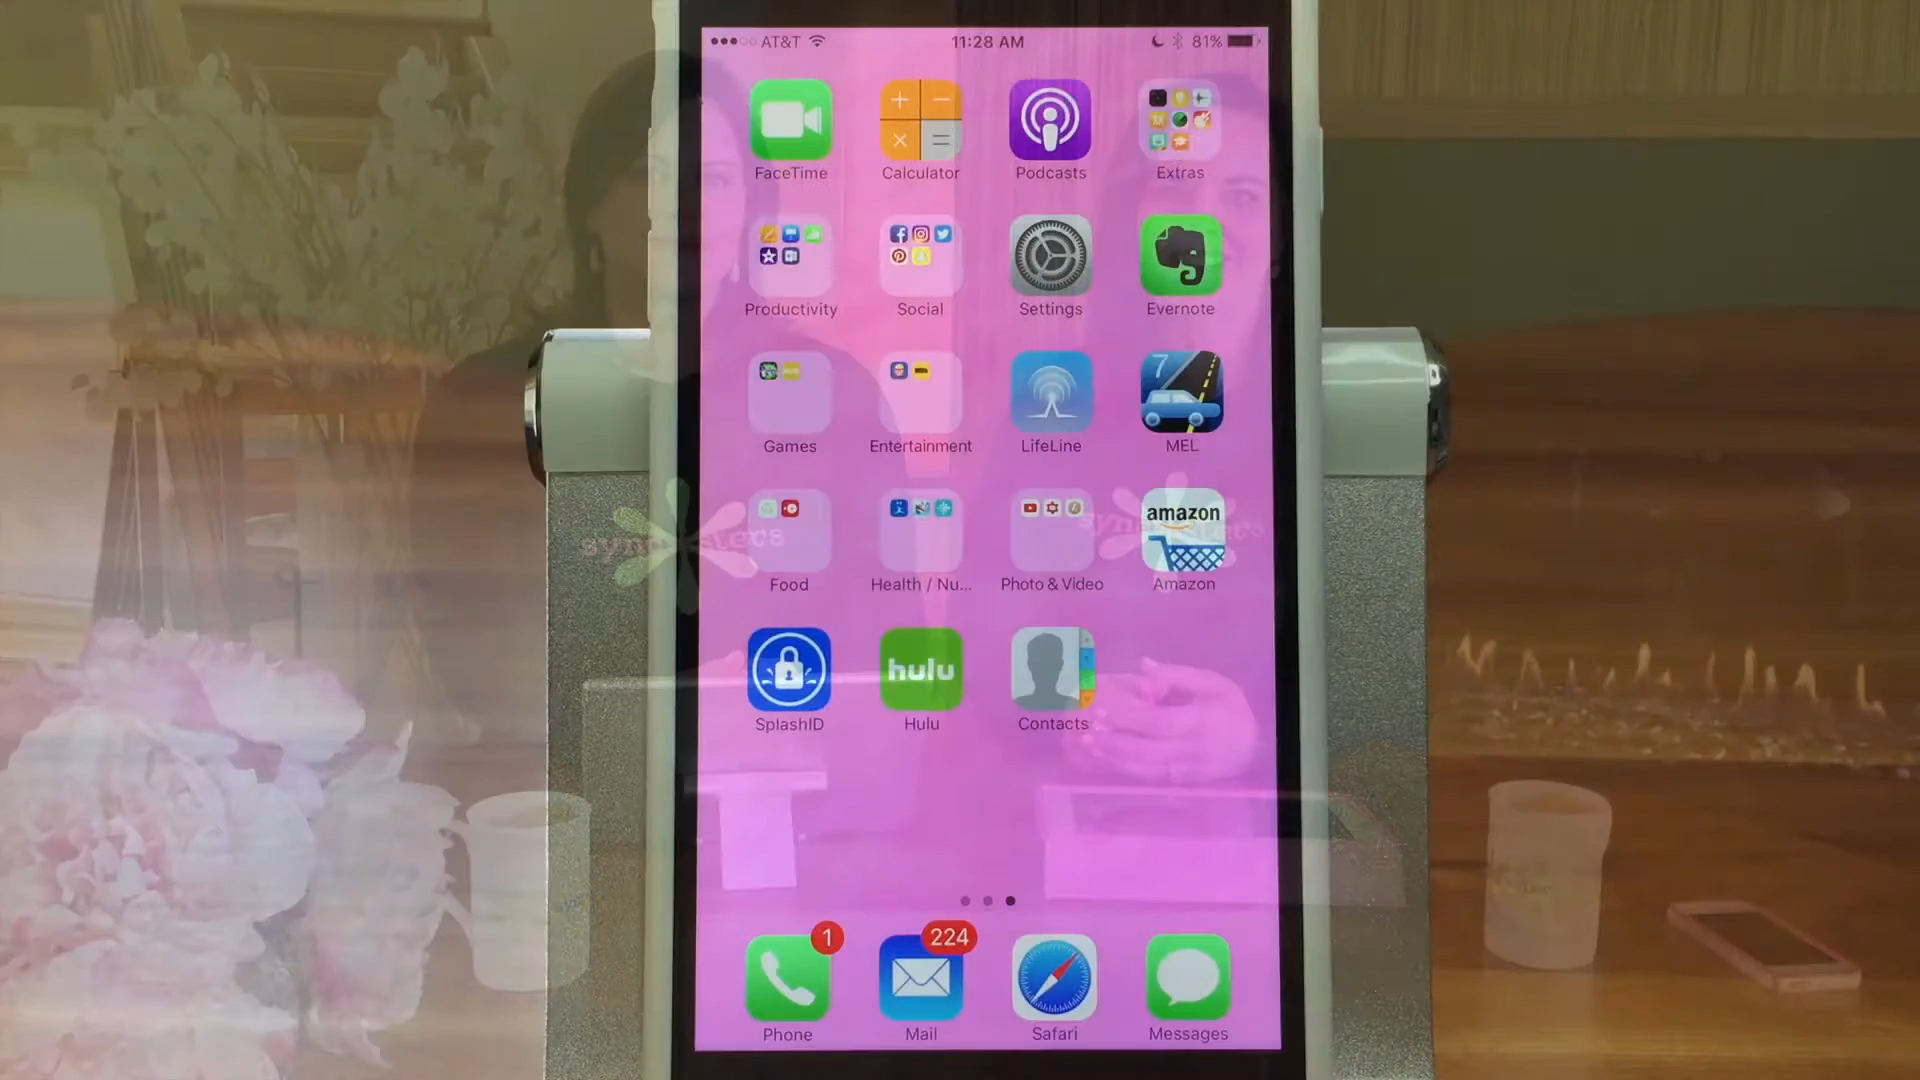 AT&T 11:28 AM 81%
FaceTime Calculator Podcasts Extras
Productivity Social Settings Evernote
7
Games Entertainment LifeLine MEL
amazon
Food Health / Nu... Photo & Video Amazon
hulu
SplashID Hulu Contacts
1 224
Phone Mail Safari Messages